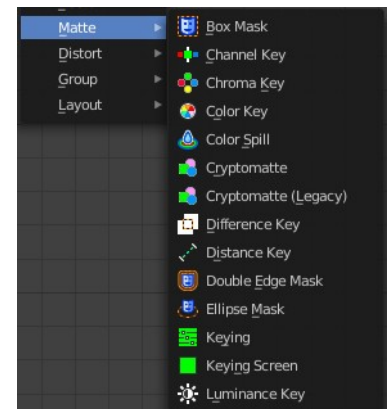 Matte
Distort
Group
Layout
Box Mask
Channel Key
Chroma Key
Color Key
Color Spill
Cryptomatte
Cryptomatte (Legacy)
Difference Key
Distance Key
Double Edge Mask
Ellipse Mask
Keying
Keying Screen
Luminance Key